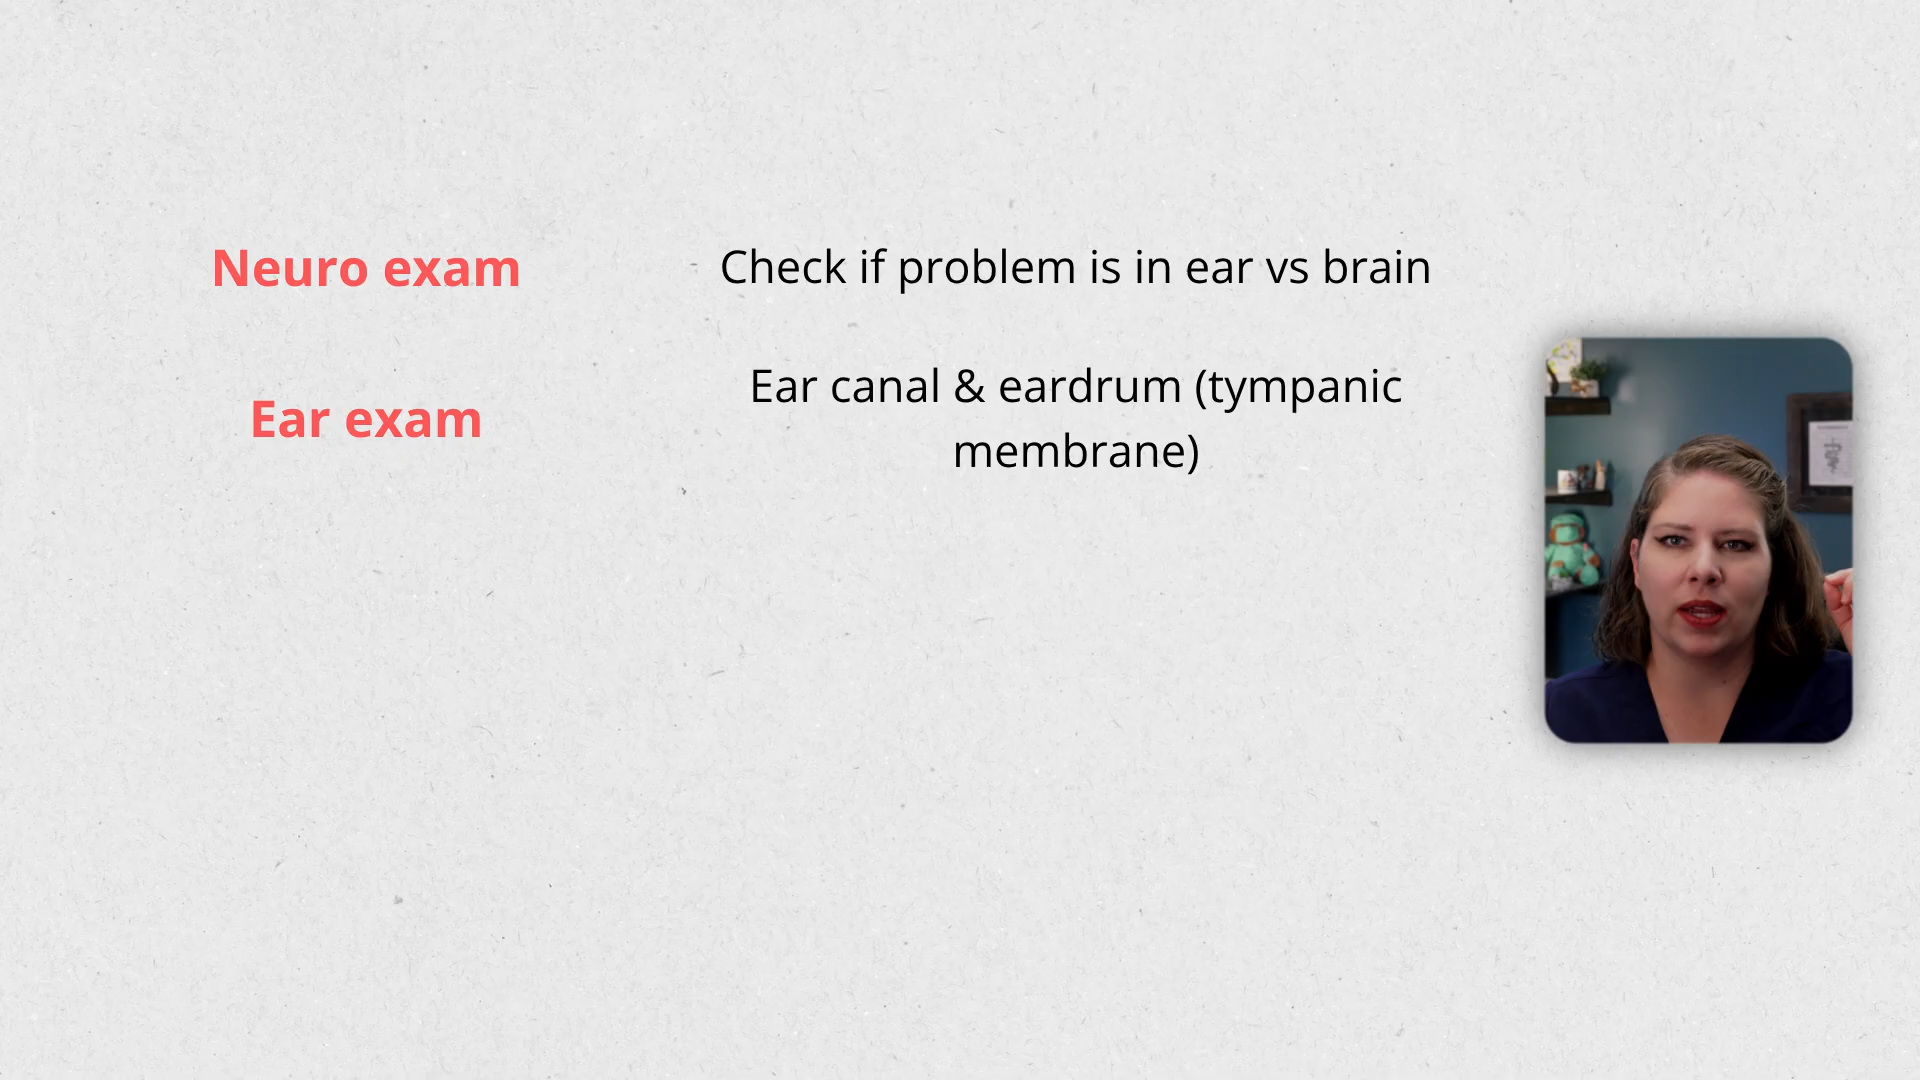 Neuro exam
Check if problem is in ear vs brain
Ear exam
Ear canal & eardrum (tympanic
membrane)